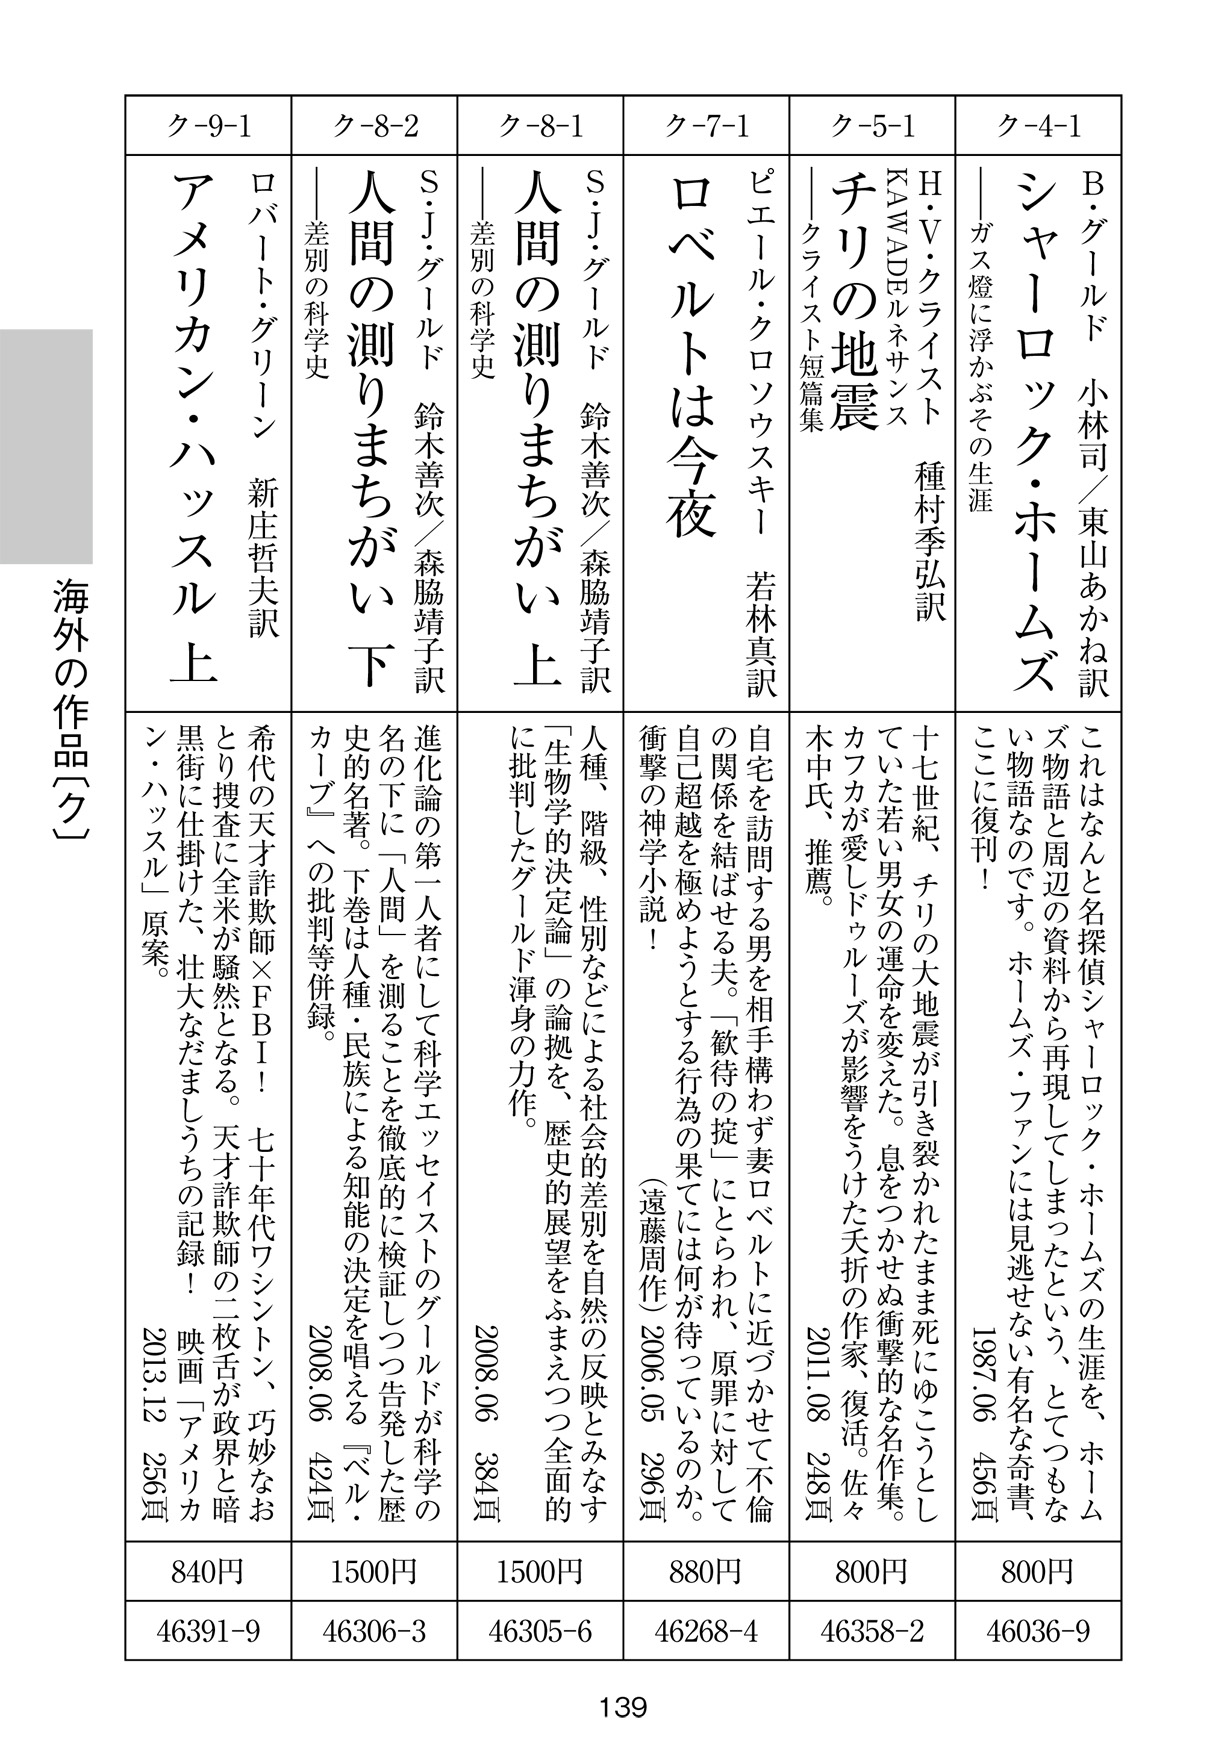 ク-4-1
B・グールド　小林司／東山あかね訳
シャーロック・ホームズ
――ガス燈に浮かぶその生涯
これはなんと名探偵シャーロック・ホームズの生涯を、ホーム
ズ物語と周辺の資料から再現してしまったという、とてつもな
い物語なのです。ホームズ・ファンには見逃せない有名な奇書、
ここに復刊！
1987.06　456頁
800円
46036-9
ク-5-1
H・V・クライスト　種村季弘訳
KAWADEルネサンス
チリの地震
――クライスト短篇集
十七世紀、チリの大地震が引き裂かれたまま死にゆこうとし
ていた若い男女の運命を変えた。息をつかせぬ衝撃的な名作集。
カフカが愛しドゥルーズが影響をうけた夭折の作家、復活。佐々
木中氏、推薦。
2011.08　248頁
800円
46358-2
ク-7-1
ピエール・クロソウスキー　若林真訳
ロベルトは今夜
自宅を訪問する男を相手構わず妻ロベルトに近づかせて不倫
の関係を結ばせる夫。「歓待の掟」にとらわれ、原罪に対して
自己超越を極めようとする行為の果てには何が待っているのか。
衝撃の神学小説！　（遠藤周作）2006.05　296頁
880円
46268-4
ク-8-1
S・J・グールド　鈴木善次／森脇靖子訳
人間の測りまちがい 上
――差別の科学史
人種、階級、性別などによる社会的差別を自然の反映とみなす
「生物学的決定論」の論拠を、歴史的展望をふまえつつ全面的
に批判したグールド渾身の力作。
2008.06　384頁
1500円
46305-6
ク-8-2
S・J・グールド　鈴木善次／森脇靖子訳
人間の測りまちがい 下
――差別の科学史
進化論の第一人者にして科学エッセイストのグールドが科学の
名の下に「人間」を測ることを徹底的に検証しつつ告発した歴
史的名著。下巻は人種・民族による知能の決定を唱える『ベル・
カーブ』への批判等併録。
2008.06　424頁
1500円
46306-3
ク-9-1
ロバート・グリーン　新庄哲夫訳
アメリカン・ハッスル 上
希代の天才詐欺師×FBI！　七十年代ワシントン、巧妙なお
とり捜査に全米が騒然となる。天才詐欺師の二枚舌が政界と暗
黒街に仕掛けた、壮大なだましうちの記録！　映画「アメリカ
ン・ハッスル」原案。
2013.12　256頁
840円
46391-9
海外の作品〔ク〕
139